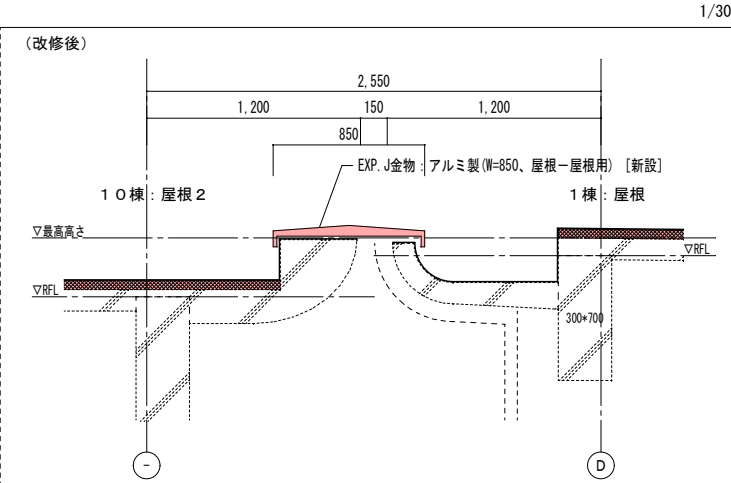 1/30
(改修後)
2,550
1,200 150 1,200
850
EXP.J金物：アルミ製(W=850、屋根ー屋根用) [新設]
１０棟：屋根２
１棟：屋根
▽最高高さ
▽RFL
▽RFL
300*700
-
D